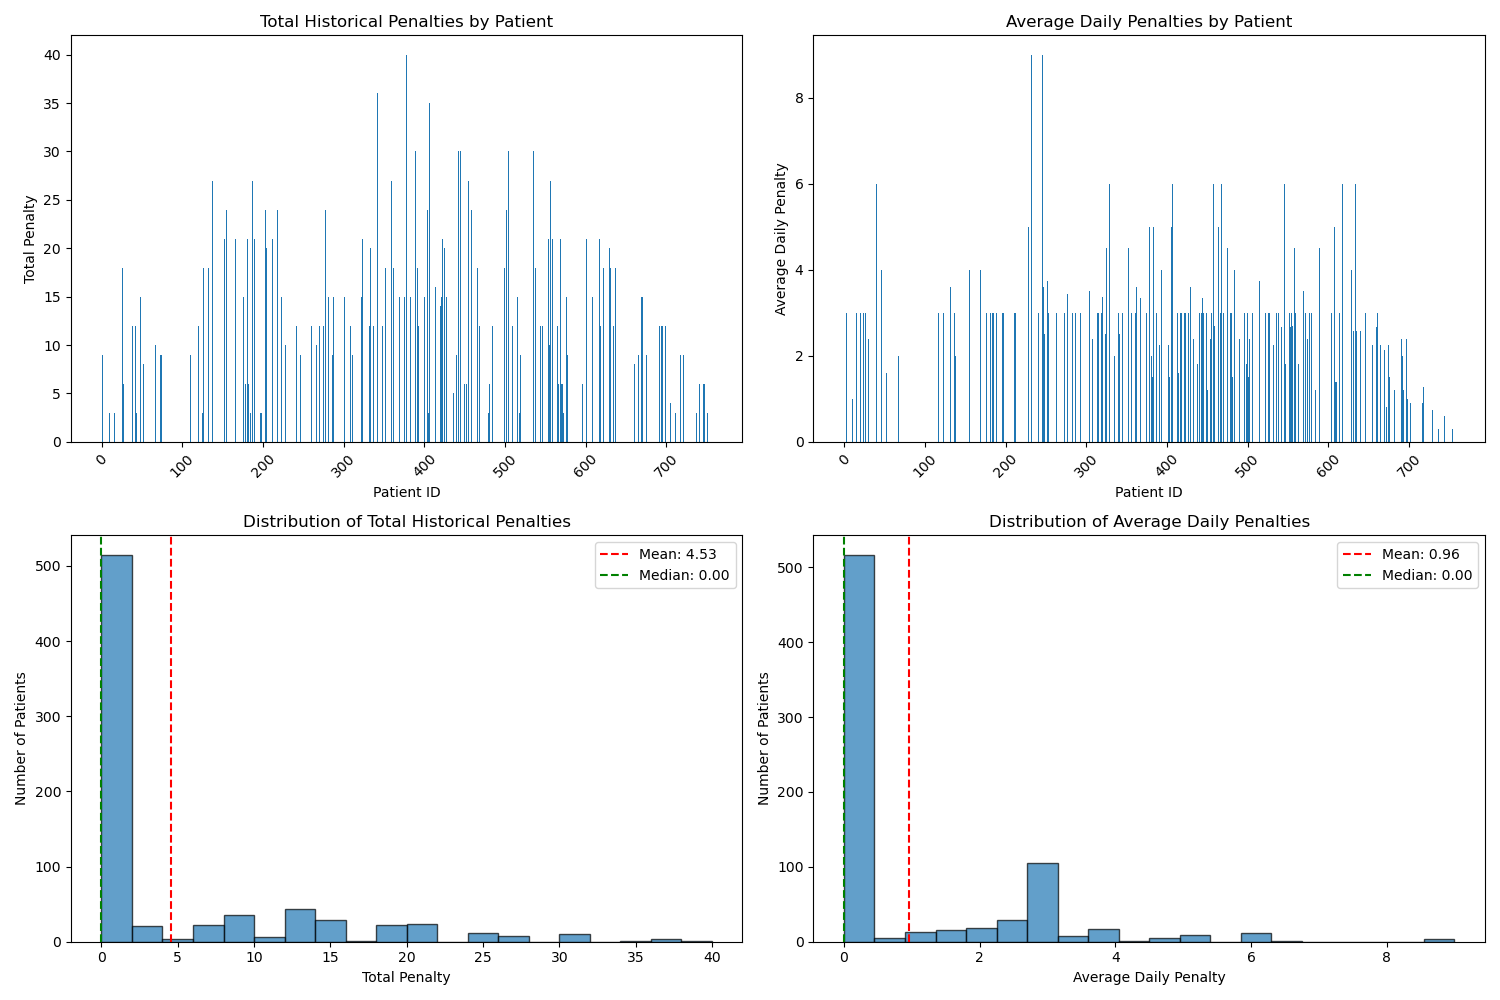 Total Historical Penalties by Patient
Total Penalty
40
35
30
25
20
15
10
5
0
0 100 200 300 400 500 600 700
Patient ID
Average Daily Penalties by Patient
Average Daily Penalty
8
6
4
2
0
0 100 200 300 400 500 600 700
Patient ID
Distribution of Total Historical Penalties
Mean: 4.53
Median: 0.00
Number of Patients
500
400
300
200
100
0
0 5 10 15 20 25 30 35 40
Total Penalty
Distribution of Average Daily Penalties
Mean: 0.96
Median: 0.00
Number of Patients
500
400
300
200
100
0
0 2 4 6 8
Average Daily Penalty